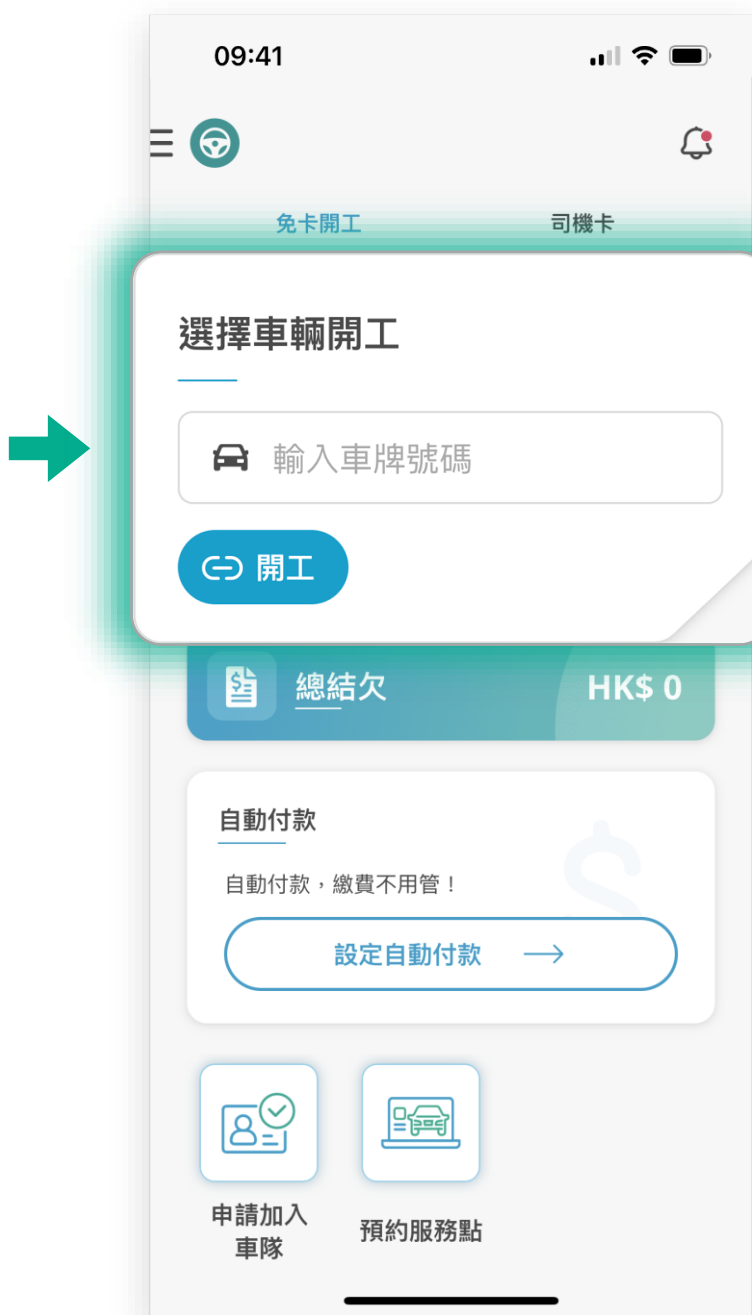 09:41
免卡開工
司機卡
選擇車輛開工
輸入車牌號碼
開工
總結欠
HK$ 0
自動付款
自動付款，繳費不用管！
設定自動付款
申請加入
車隊
預約服務點